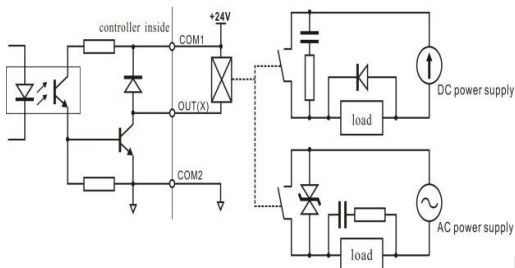 controller inside
+24V
COM1
OUT(X)
COM2
DC power supply
load
AC power supply
load